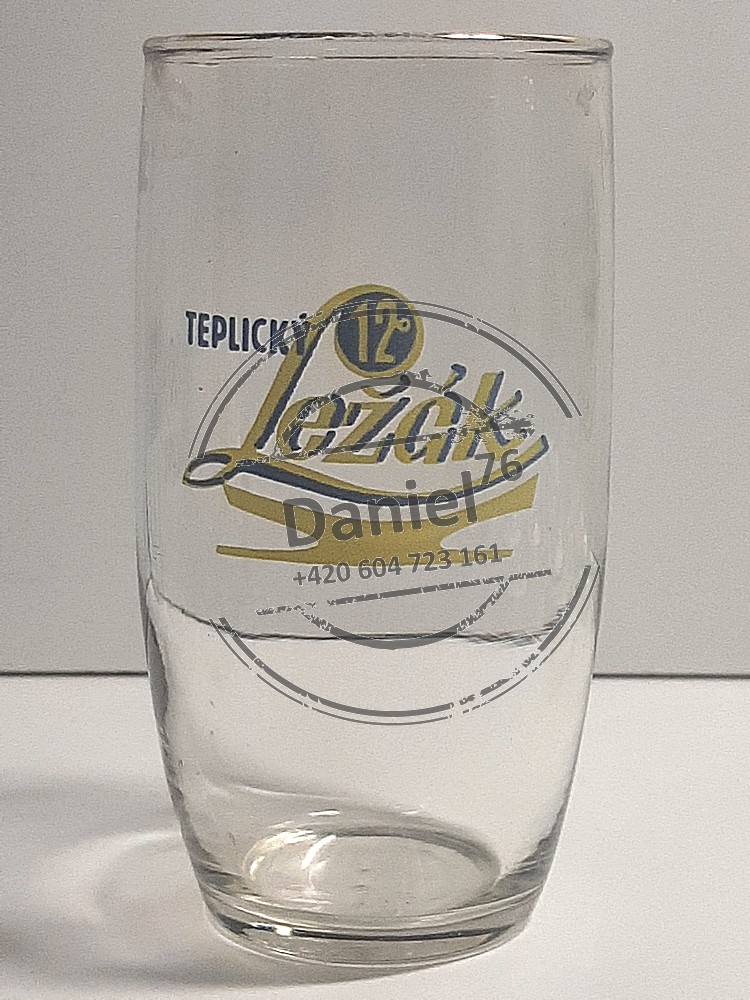 TEPLICKÝ
12°
Ležák
Daniel76
+420 604 723 161